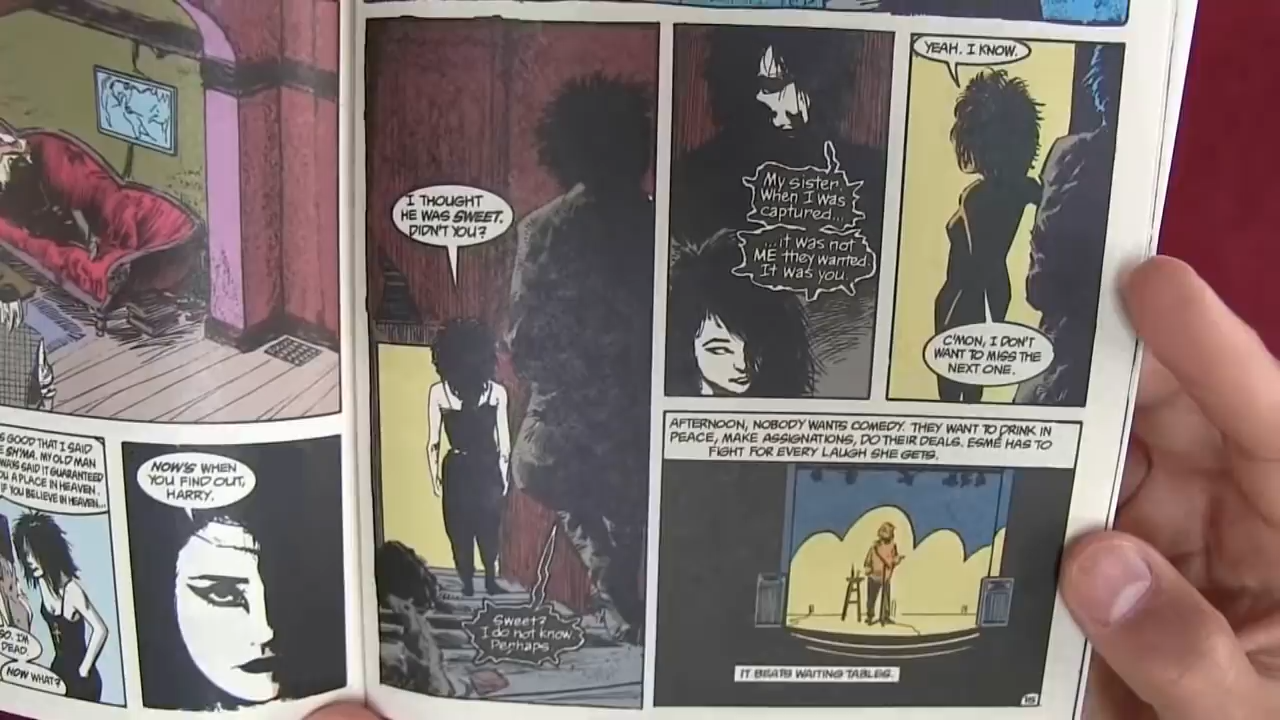 S GOOD THAT I SAID
E SH'MA. MY OLD MAN
WAYS SAID IT GUARANTEED
U A PLACE IN HEAVEN.
IF YOU BELIEVE IN HEAVEN...
SO. I'M
DEAD.
NOW WHAT?
NOW'S WHEN
YOU FIND OUT,
HARRY.
I THOUGHT
HE WAS SWEET.
DIDN'T YOU?
Sweet?
I do not know.
Perhaps
My sister.
When I was
captured...
...it was not
ME they wanted.
It was you.
YEAH. I KNOW.
C'MON, I DON'T
WANT TO MISS THE
NEXT ONE.
AFTERNOON, NOBODY WANTS COMEDY. THEY WANT TO DRINK IN
PEACE, MAKE ASSIGNATIONS, DO THEIR DEALS. ESMÉ HAS TO
FIGHT FOR EVERY LAUGH SHE GETS.
IT BEATS WAITING TABLES.